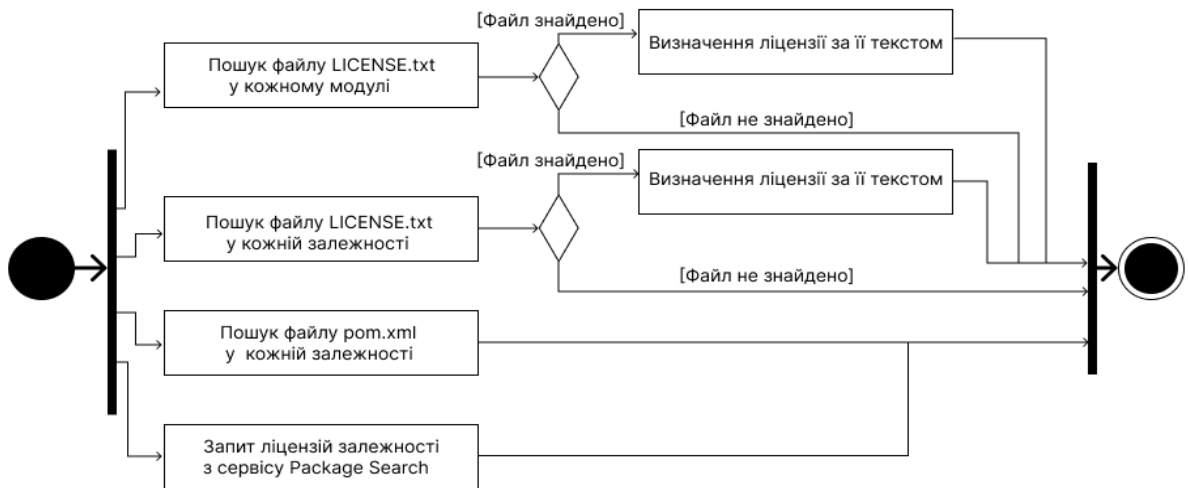 [Файл знайдено]
Пошук файлу LICENSE.txt
у кожному модулі
Визначення ліцензії за її текстом
[Файл не знайдено]
[Файл знайдено]
Пошук файлу LICENSE.txt
у кожній залежності
Визначення ліцензії за її текстом
[Файл не знайдено]
Пошук файлу pom.xml
у кожній залежності
Запит ліцензій залежності
з сервісу Package Search